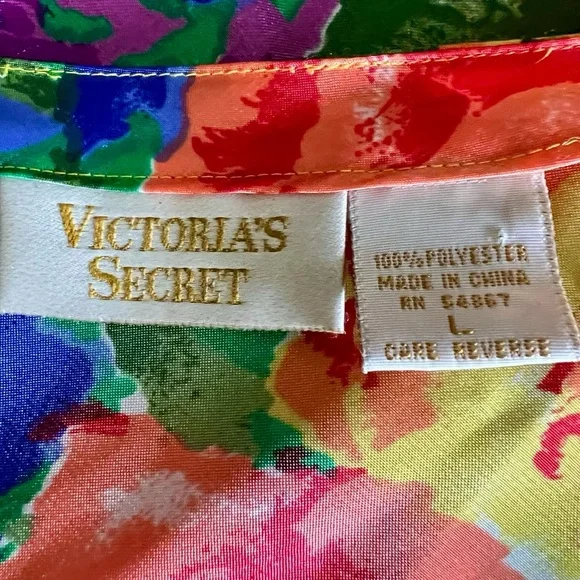 VICTORIA'S
SECRET
100% POLYESTER
MADE IN CHINA
RN 54867
L
CARE REVERSE